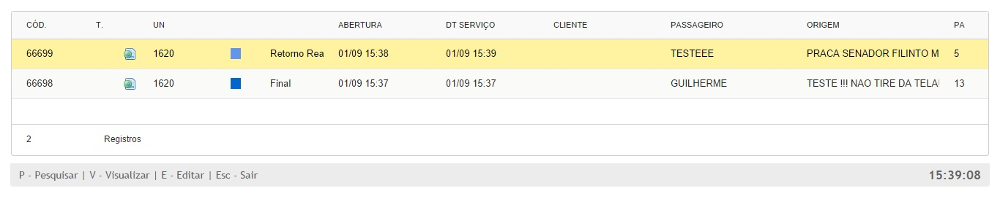 CÓD. T. UN ABERTURA DT SERVIÇO CLIENTE PASSAGEIRO ORIGEM PA
66699 1620 Retorno Rea 01/09 15:38 01/09 15:39 TESTEEE PRACA SENADOR FILINTO M 5
66698 1620 Final 01/09 15:37 01/09 15:37 GUILHERME TESTE !!! NAO TIRE DA TELA 13
2 Registros
P - Pesquisar | V - Visualizar | E - Editar | Esc - Sair 15:39:08